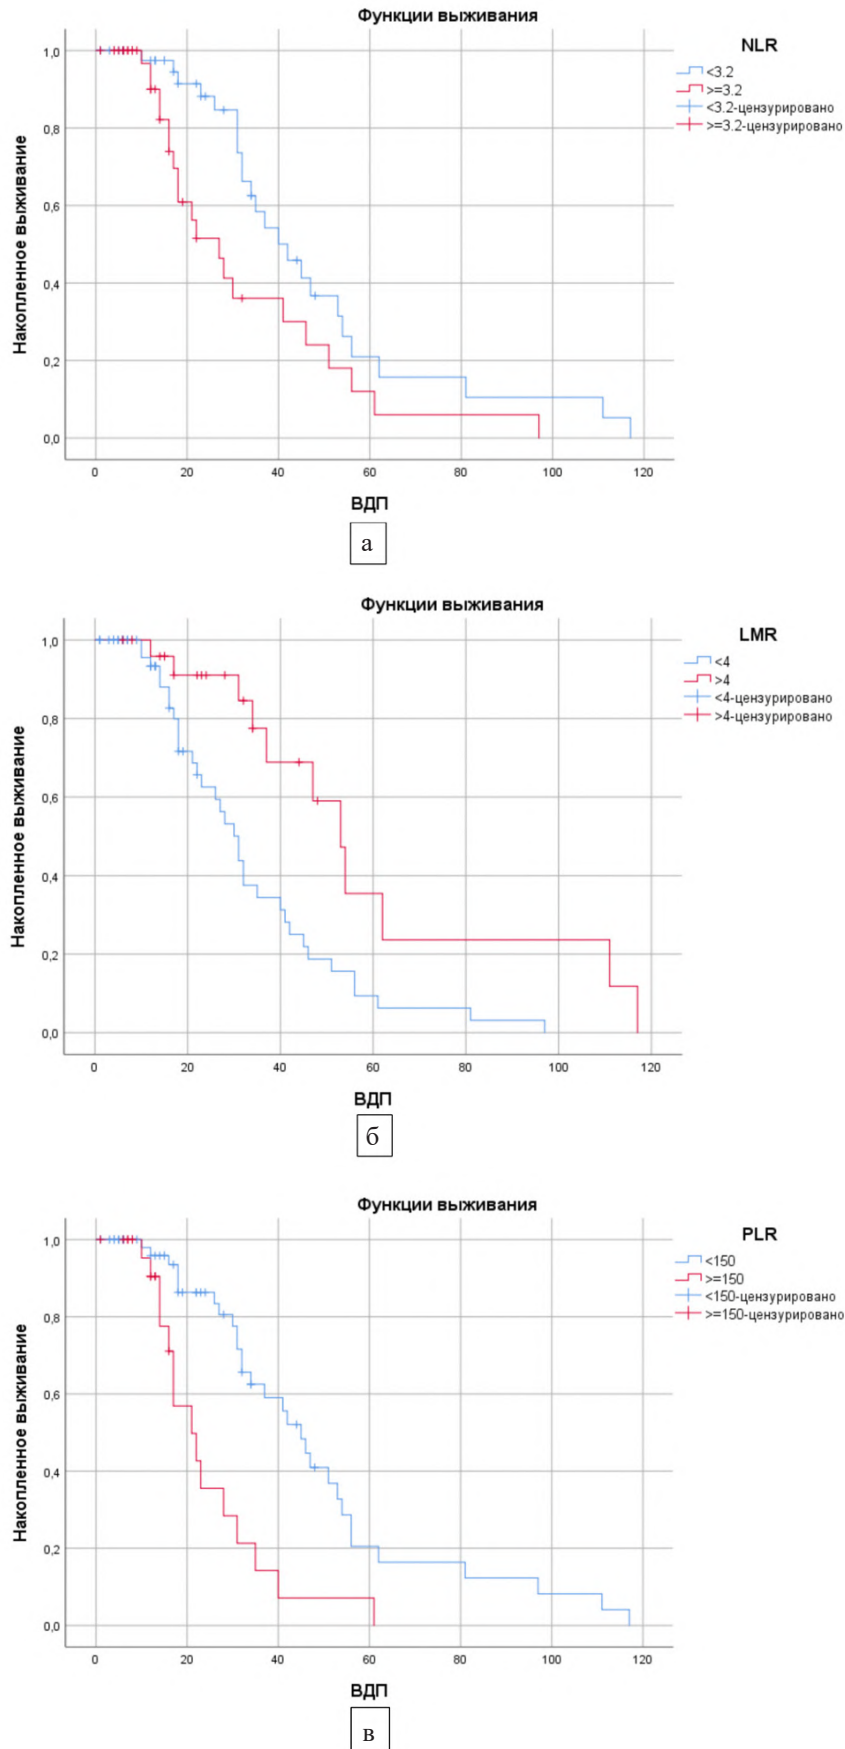 Функции выживания
NLR
<3.2
>=3.2
<3.2-цензурировано
>=3.2-цензурировано
Накопленное выживание
1,0
0,8
0,6
0,4
0,2
0,0
0 20 40 60 80 100 120
ВДП
а
Функции выживания
LMR
<4
>4
<4-цензурировано
>4-цензурировано
Накопленное выживание
1,0
0,8
0,6
0,4
0,2
0,0
0 20 40 60 80 100 120
ВДП
б
Функции выживания
PLR
<150
>=150
<150-цензурировано
>=150-цензурировано
Накопленное выживание
1,0
0,8
0,6
0,4
0,2
0,0
0 20 40 60 80 100 120
ВДП
в